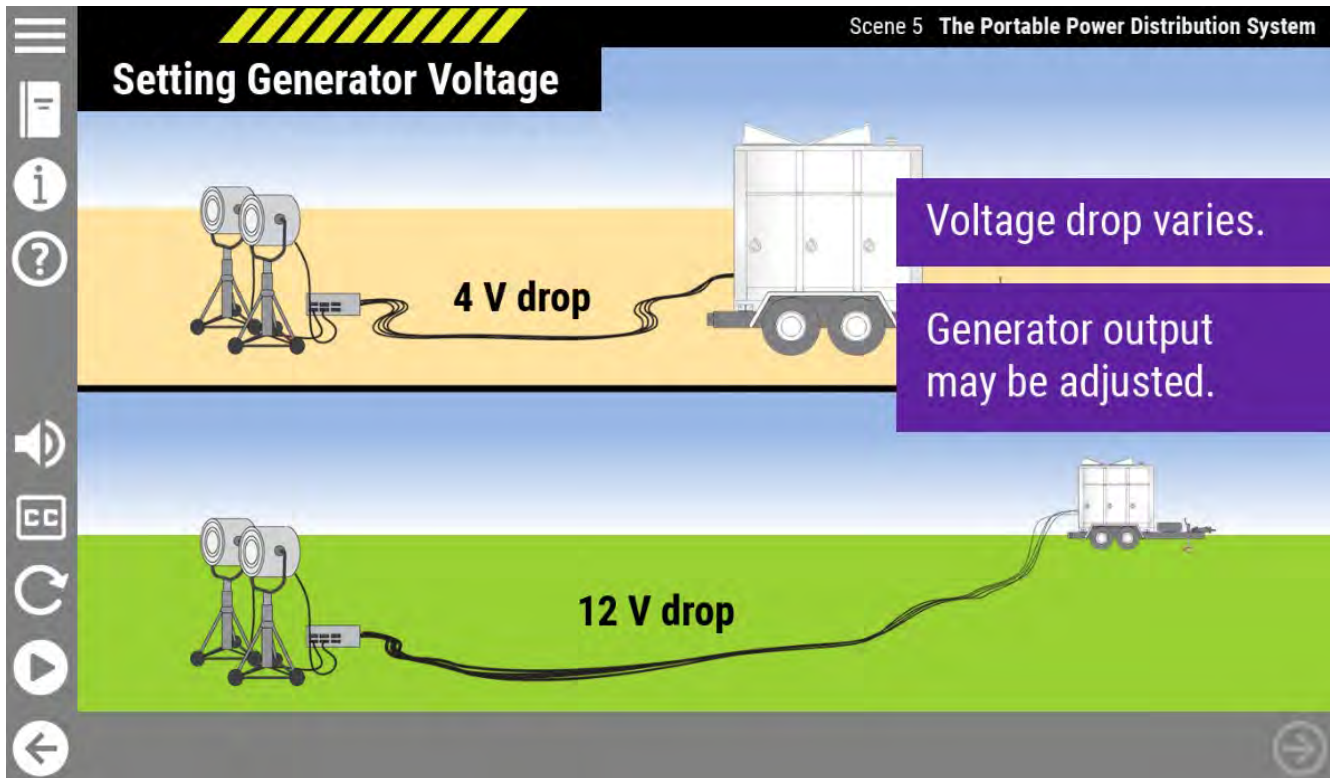 Scene 5 The Portable Power Distribution System
Setting Generator Voltage
Voltage drop varies.
4 V drop
Generator output
may be adjusted.
12 V drop
CC